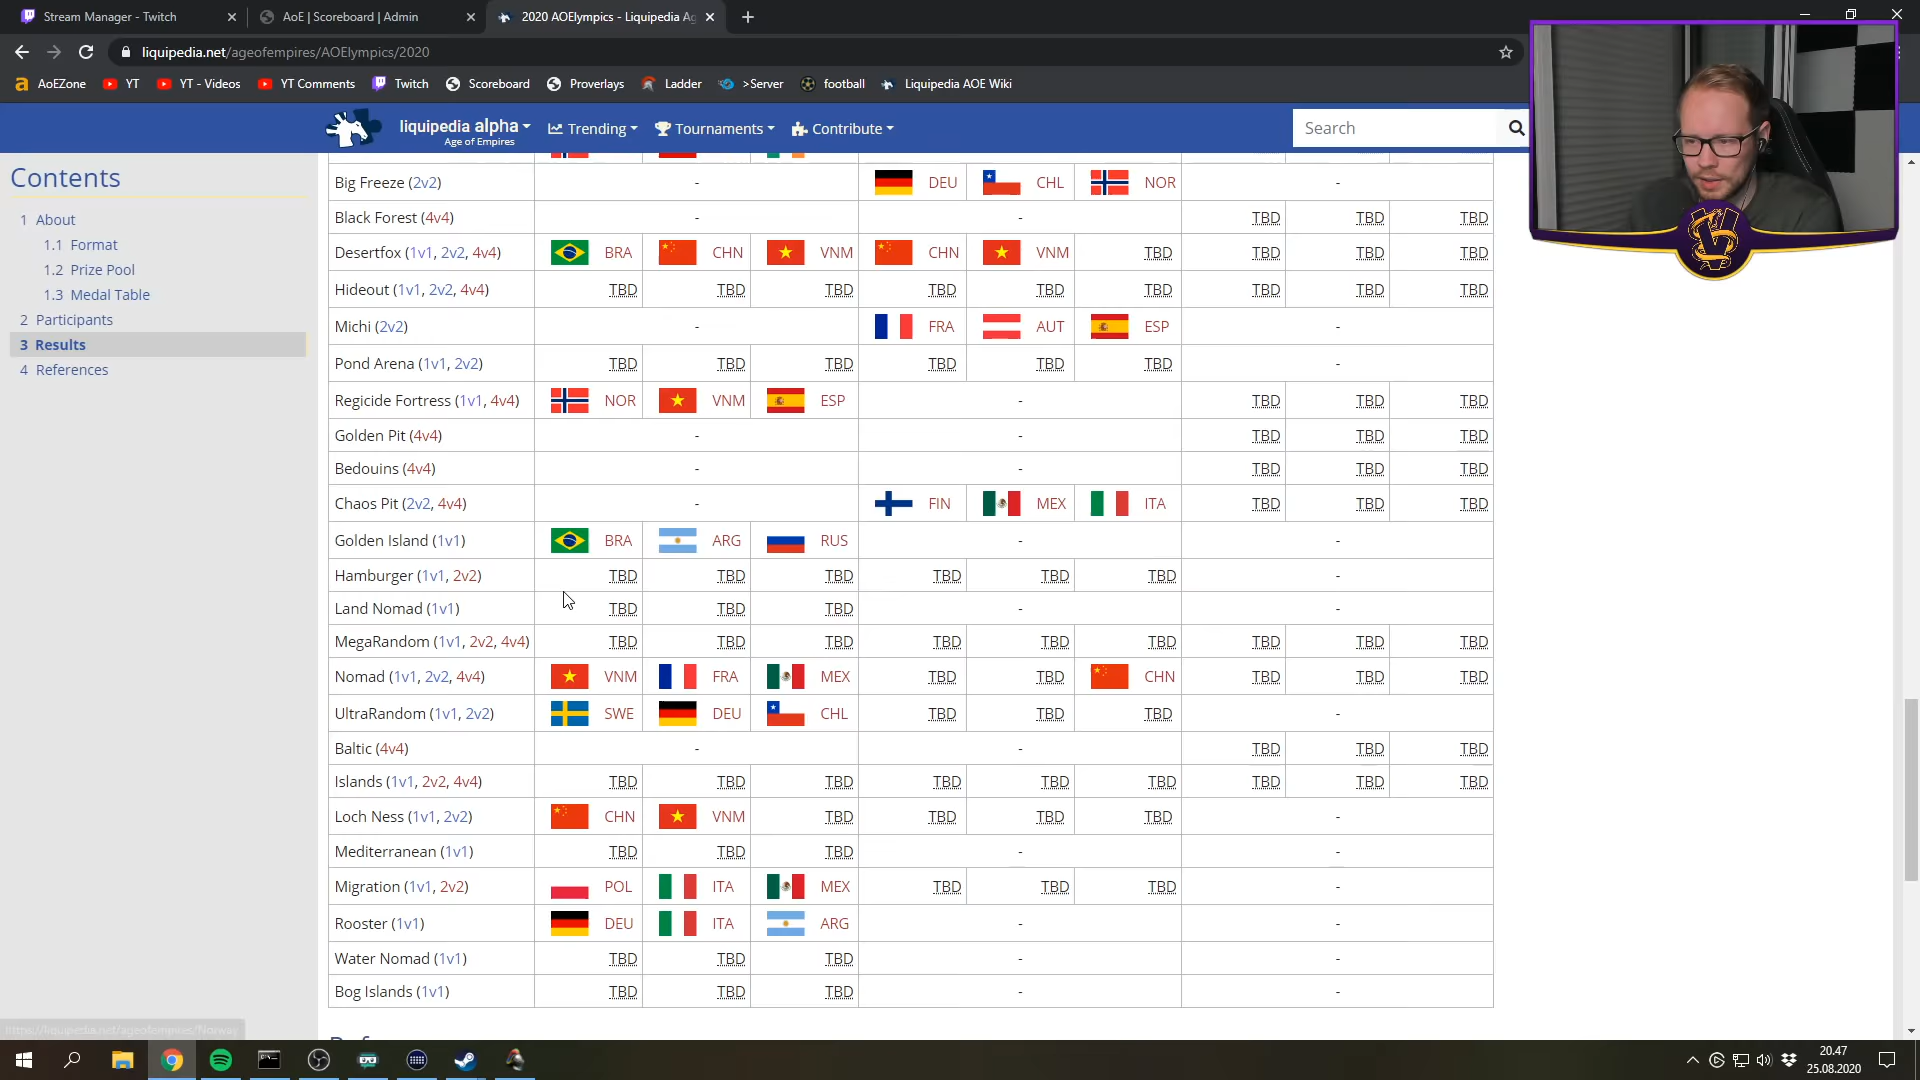 Stream Manager - Twitch
AoE | Scoreboard | Admin
2020 AOElympics - Liquipedia Ag
liquipedia.net/ageofempires/AOElympics/2020
AoEZone
YT
YT - Videos
YT Comments
Twitch
Scoreboard
Proverlays
Ladder
>Server
football
Liquipedia AOE Wiki
liquipedia alpha
Age of Empires
Trending
Tournaments
Contribute
Search
Contents
1 About
1.1 Format
1.2 Prize Pool
1.3 Medal Table
2 Participants
3 Results
4 References
Big Freeze (2v2) - DEU CHL NOR -
Black Forest (4v4) - - TBD TBD TBD
Desertfox (1v1, 2v2, 4v4) BRA CHN VNM CHN VNM TBD TBD TBD TBD
Hideout (1v1, 2v2, 4v4) TBD TBD TBD TBD TBD TBD TBD TBD TBD
Michi (2v2) - FRA AUT ESP -
Pond Arena (1v1, 2v2) TBD TBD TBD TBD TBD TBD -
Regicide Fortress (1v1, 4v4) NOR VNM ESP - TBD TBD TBD
Golden Pit (4v4) - - TBD TBD TBD
Bedouins (4v4) - - TBD TBD TBD
Chaos Pit (2v2, 4v4) - FIN MEX ITA TBD TBD TBD
Golden Island (1v1) BRA ARG RUS - -
Hamburger (1v1, 2v2) TBD TBD TBD TBD TBD TBD -
Land Nomad (1v1) TBD TBD TBD - -
MegaRandom (1v1, 2v2, 4v4) TBD TBD TBD TBD TBD TBD TBD TBD TBD
Nomad (1v1, 2v2, 4v4) VNM FRA MEX TBD TBD CHN TBD TBD TBD
UltraRandom (1v1, 2v2) SWE DEU CHL TBD TBD TBD -
Baltic (4v4) - - TBD TBD TBD
Islands (1v1, 2v2, 4v4) TBD TBD TBD TBD TBD TBD TBD TBD TBD
Loch Ness (1v1, 2v2) CHN VNM TBD TBD TBD TBD -
Mediterranean (1v1) TBD TBD TBD - -
Migration (1v1, 2v2) POL ITA MEX TBD TBD TBD -
Rooster (1v1) DEU ITA ARG - -
Water Nomad (1v1) TBD TBD TBD - -
Bog Islands (1v1) TBD TBD TBD - -
https://liquipedia.net/ageofempires/Norway
20.47
25.08.2020